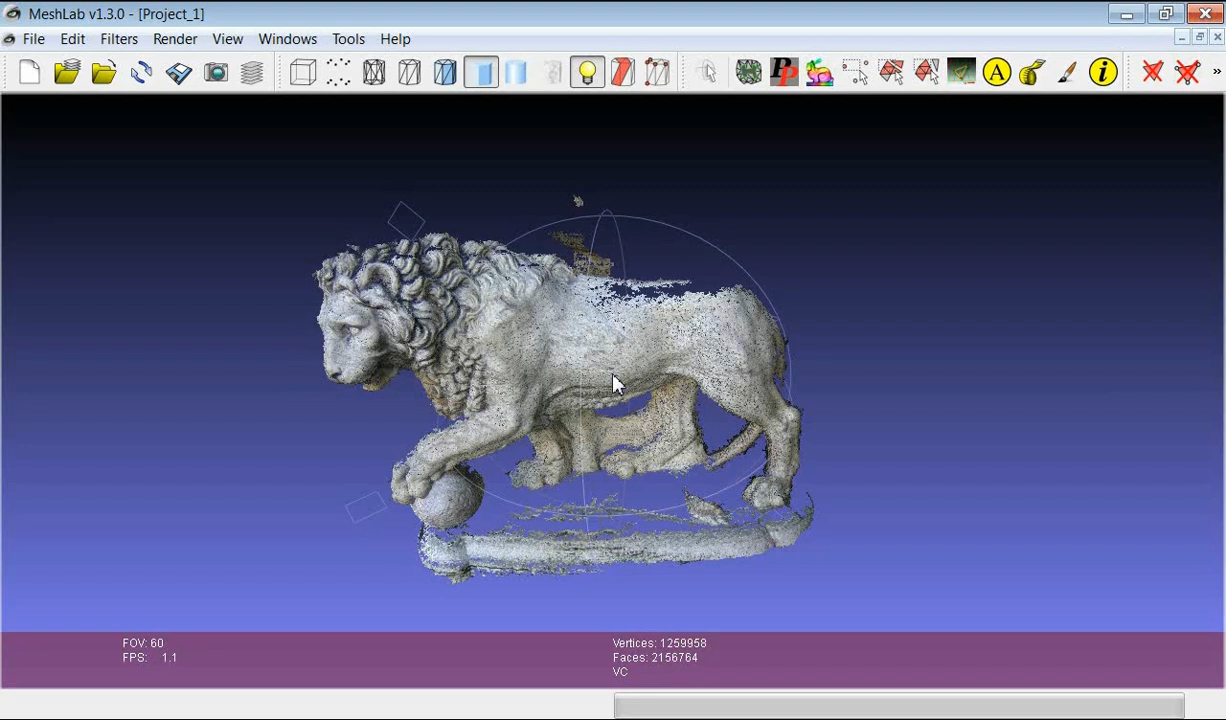 MeshLab v1.3.0 - [Project_1]
File Edit Filters Render View Windows Tools Help
A
»
FOV: 60
FPS: 1.1
Vertices: 1259958
Faces: 2156764
VC